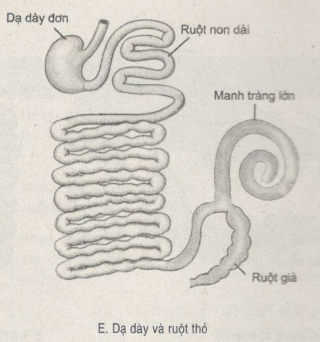 Dạ dày đơn
Ruột non dài
Manh tràng lớn
Ruột già
E. Dạ dày và ruột thỏ